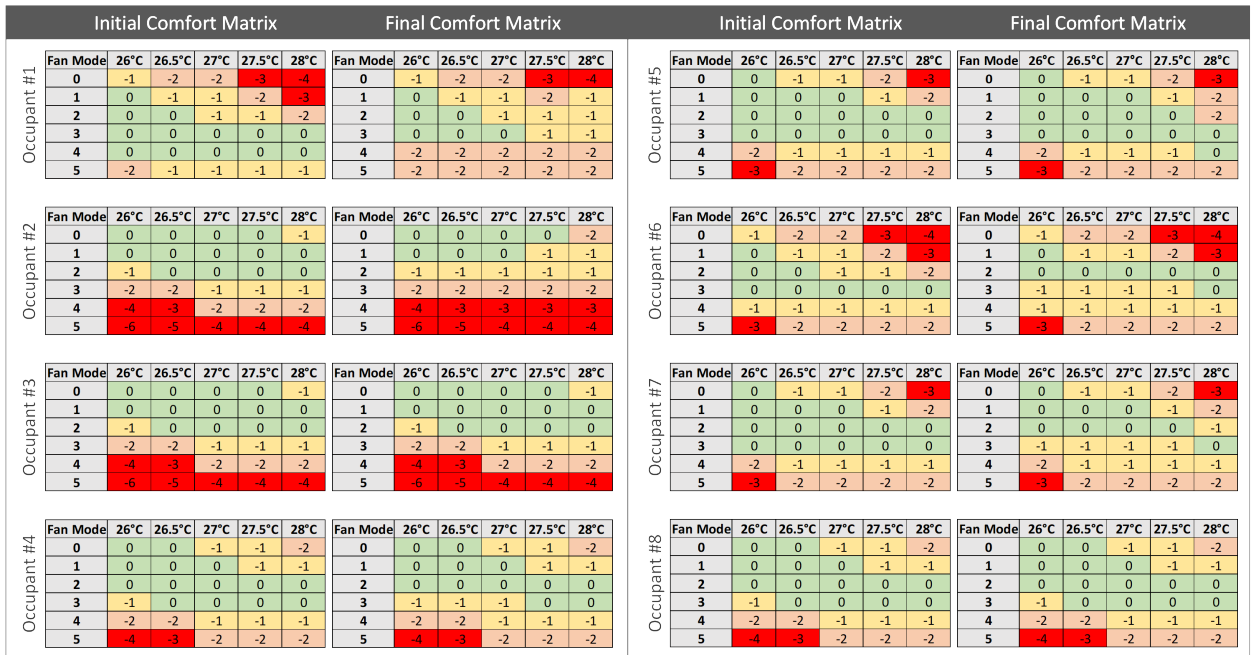 Initial Comfort Matrix
Final Comfort Matrix
Initial Comfort Matrix
Final Comfort Matrix
Occupant #1
Fan Mode 26°C 26.5°C 27°C 27.5°C 28°C
0 -1 -2 -2 -3 -4
1 0 -1 -1 -2 -3
2 0 0 -1 -1 -2
3 0 0 0 0 0
4 0 0 0 0 0
5 -2 -1 -1 -1 -1
Fan Mode 26°C 26.5°C 27°C 27.5°C 28°C
0 -1 -2 -2 -3 -4
1 0 -1 -1 -2 -1
2 0 0 -1 -1 -1
3 0 0 0 -1 -1
4 -2 -2 -2 -2 -2
5 -2 -2 -2 -2 -2
Occupant #2
Fan Mode 26°C 26.5°C 27°C 27.5°C 28°C
0 0 0 0 0 -1
1 0 0 0 0 0
2 -1 0 0 0 0
3 -2 -2 -1 -1 -1
4 -4 -3 -2 -2 -2
5 -6 -5 -4 -4 -4
Fan Mode 26°C 26.5°C 27°C 27.5°C 28°C
0 0 0 0 0 -2
1 0 0 0 -1 -1
2 -1 -1 -1 -1 -1
3 -2 -2 -2 -2 -2
4 -4 -3 -3 -3 -3
5 -6 -5 -4 -4 -4
Occupant #3
Fan Mode 26°C 26.5°C 27°C 27.5°C 28°C
0 0 0 0 0 -1
1 0 0 0 0 0
2 -1 0 0 0 0
3 -2 -2 -1 -1 -1
4 -4 -3 -2 -2 -2
5 -6 -5 -4 -4 -4
Fan Mode 26°C 26.5°C 27°C 27.5°C 28°C
0 0 0 0 0 -1
1 0 0 0 0 0
2 -1 0 0 0 0
3 -2 -2 -1 -1 -1
4 -4 -3 -2 -2 -2
5 -6 -5 -4 -4 -4
Occupant #4
Fan Mode 26°C 26.5°C 27°C 27.5°C 28°C
0 0 0 -1 -1 -2
1 0 0 0 -1 -1
2 0 0 0 0 0
3 -1 0 0 0 0
4 -2 -2 -1 -1 -1
5 -4 -3 -2 -2 -2
Fan Mode 26°C 26.5°C 27°C 27.5°C 28°C
0 0 0 -1 -1 -2
1 0 0 0 -1 -1
2 0 0 0 0 0
3 -1 -1 -1 0 0
4 -2 -2 -1 -1 -1
5 -4 -3 -2 -2 -2
Occupant #5
Fan Mode 26°C 26.5°C 27°C 27.5°C 28°C
0 0 -1 -1 -2 -3
1 0 0 0 -1 -2
2 0 0 0 0 0
3 0 0 0 0 0
4 -2 -1 -1 -1 -1
5 -3 -2 -2 -2 -2
Fan Mode 26°C 26.5°C 27°C 27.5°C 28°C
0 0 -1 -1 -2 -3
1 0 0 0 -1 -2
2 0 0 0 0 -2
3 0 0 0 0 0
4 -2 -1 -1 -1 0
5 -3 -2 -2 -2 -2
Occupant #6
Fan Mode 26°C 26.5°C 27°C 27.5°C 28°C
0 -1 -2 -2 -3 -4
1 0 -1 -1 -2 -3
2 0 0 -1 -1 -2
3 0 0 0 0 0
4 -1 -1 -1 -1 -1
5 -3 -2 -2 -2 -2
Fan Mode 26°C 26.5°C 27°C 27.5°C 28°C
0 -1 -2 -2 -3 -4
1 0 -1 -1 -2 -3
2 0 0 0 0 0
3 -1 -1 -1 -1 0
4 -1 -1 -1 -1 -1
5 -3 -2 -2 -2 -2
Occupant #7
Fan Mode 26°C 26.5°C 27°C 27.5°C 28°C
0 0 -1 -1 -2 -3
1 0 0 0 -1 -2
2 0 0 0 0 0
3 0 0 0 0 0
4 -2 -1 -1 -1 -1
5 -3 -2 -2 -2 -2
Fan Mode 26°C 26.5°C 27°C 27.5°C 28°C
0 0 -1 -1 -2 -3
1 0 0 0 -1 -2
2 0 0 0 0 -1
3 -1 -1 -1 -1 0
4 -2 -1 -1 -1 -1
5 -3 -2 -2 -2 -2
Occupant #8
Fan Mode 26°C 26.5°C 27°C 27.5°C 28°C
0 0 0 -1 -1 -2
1 0 0 0 -1 -1
2 0 0 0 0 0
3 -1 0 0 0 0
4 -2 -2 -1 -1 -1
5 -4 -3 -2 -2 -2
Fan Mode 26°C 26.5°C 27°C 27.5°C 28°C
0 0 0 -1 -1 -2
1 0 0 0 -1 -1
2 0 0 0 0 0
3 -1 0 0 0 0
4 -2 -2 -1 -1 -1
5 -4 -3 -2 -2 -2